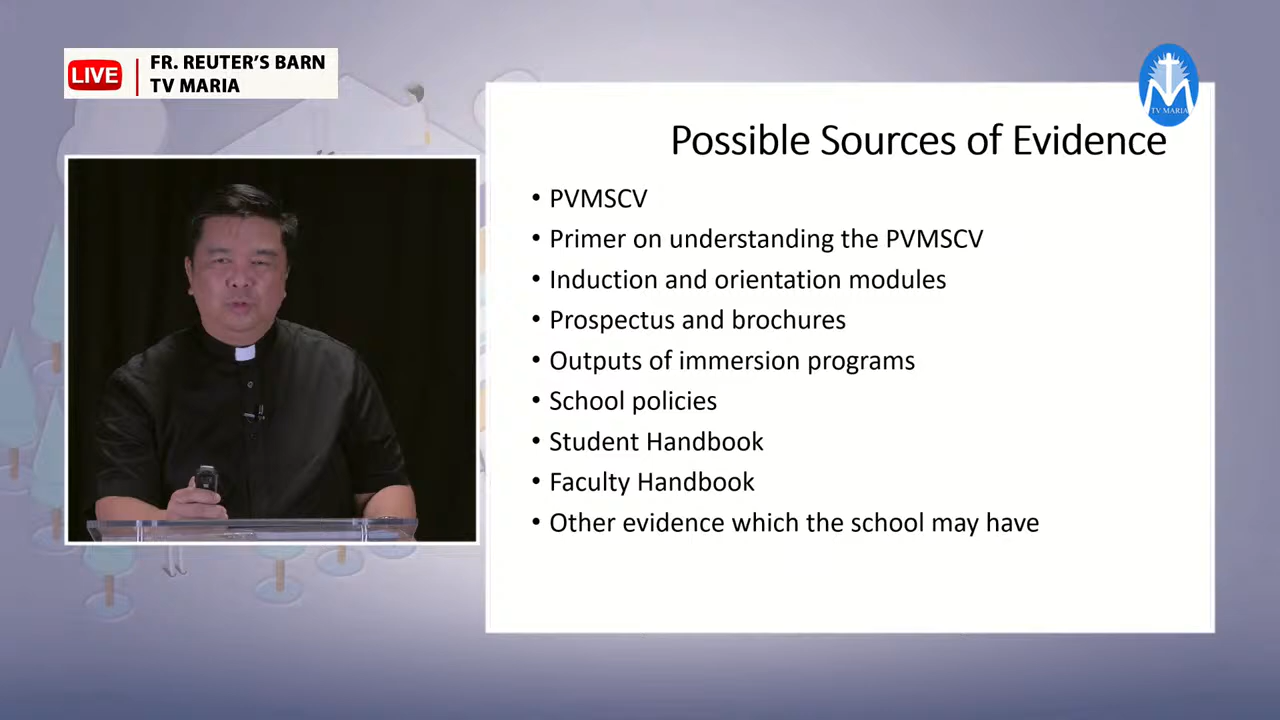 LIVE
FR. REUTER'S BARN
TV MARIA
TV MARIA
Possible Sources of Evidence
• PVMSCV
• Primer on understanding the PVMSCV
• Induction and orientation modules
• Prospectus and brochures
• Outputs of immersion programs
• School policies
• Student Handbook
• Faculty Handbook
• Other evidence which the school may have